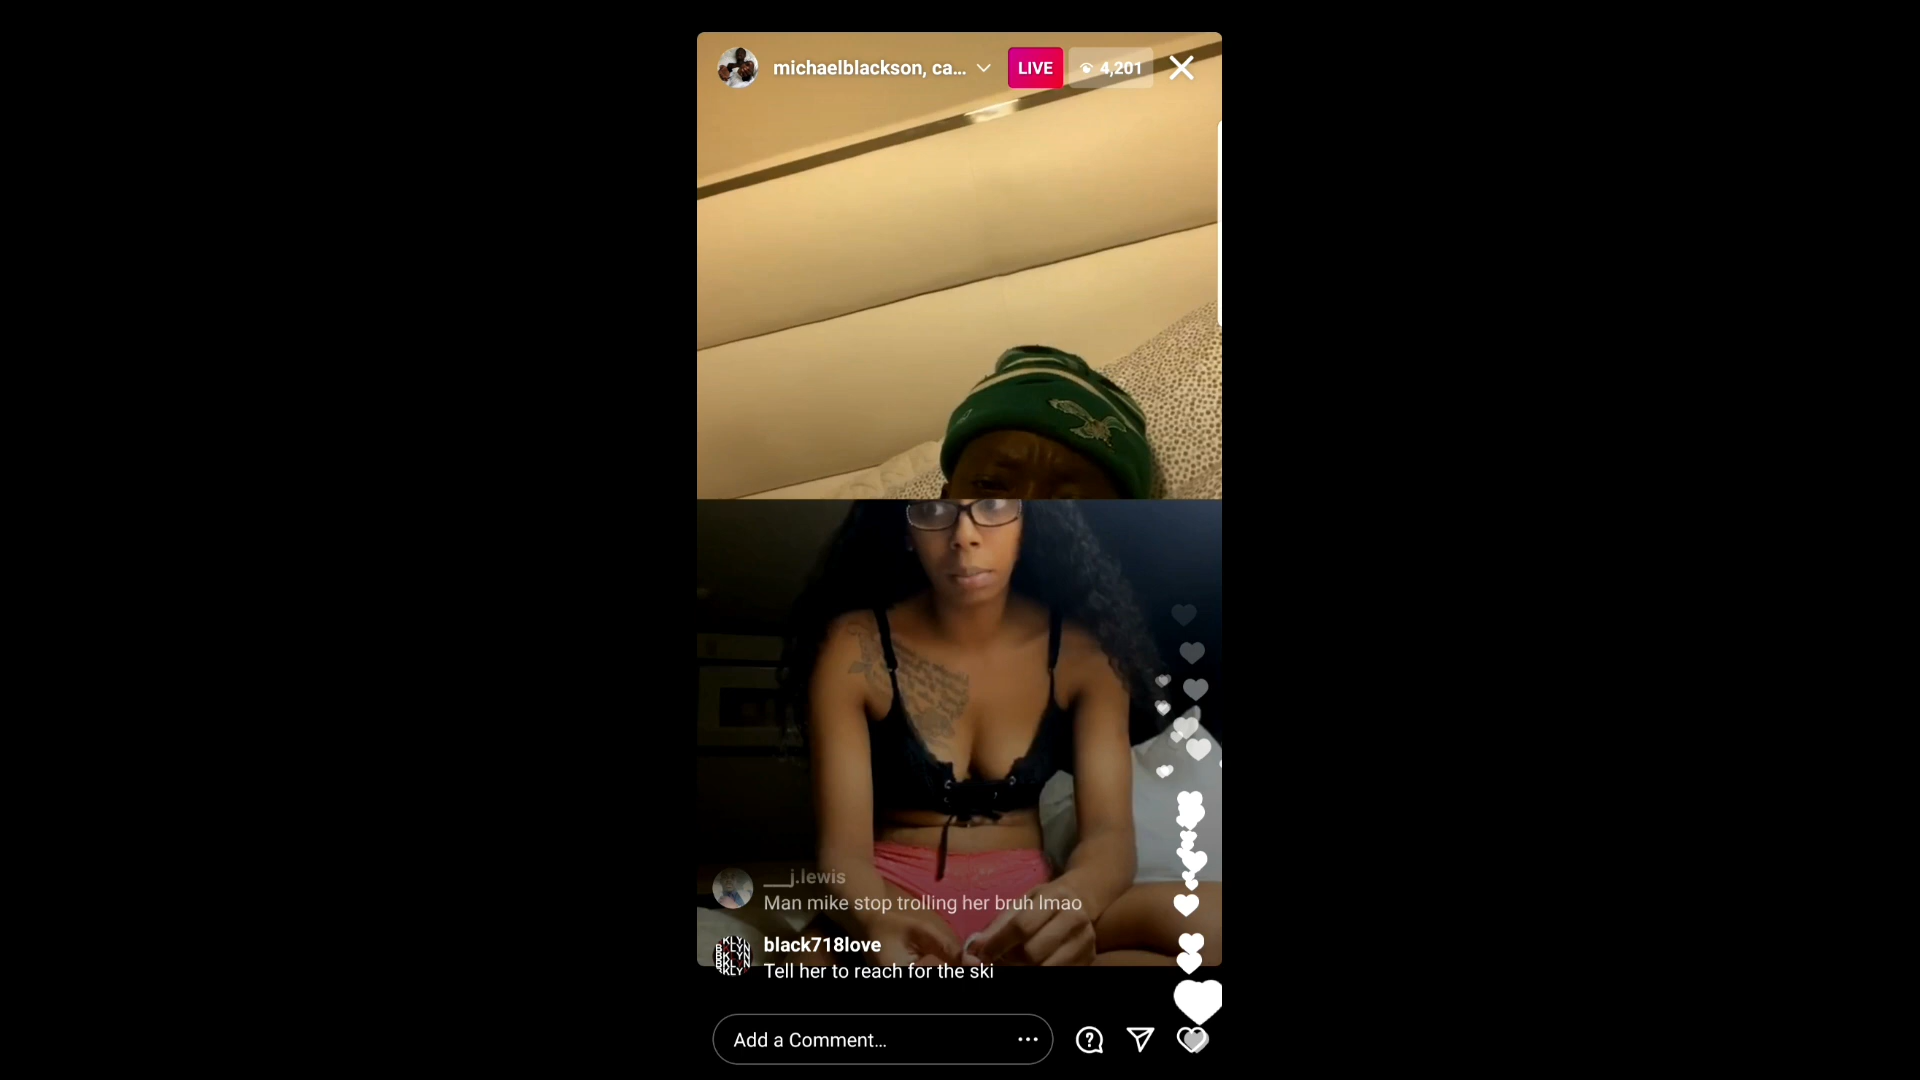 michaelblackson, ca...
LIVE
4,201
___j.lewis
Man mike stop trolling her bruh lmao
black718love
Tell her to reach for the ski
Add a Comment...